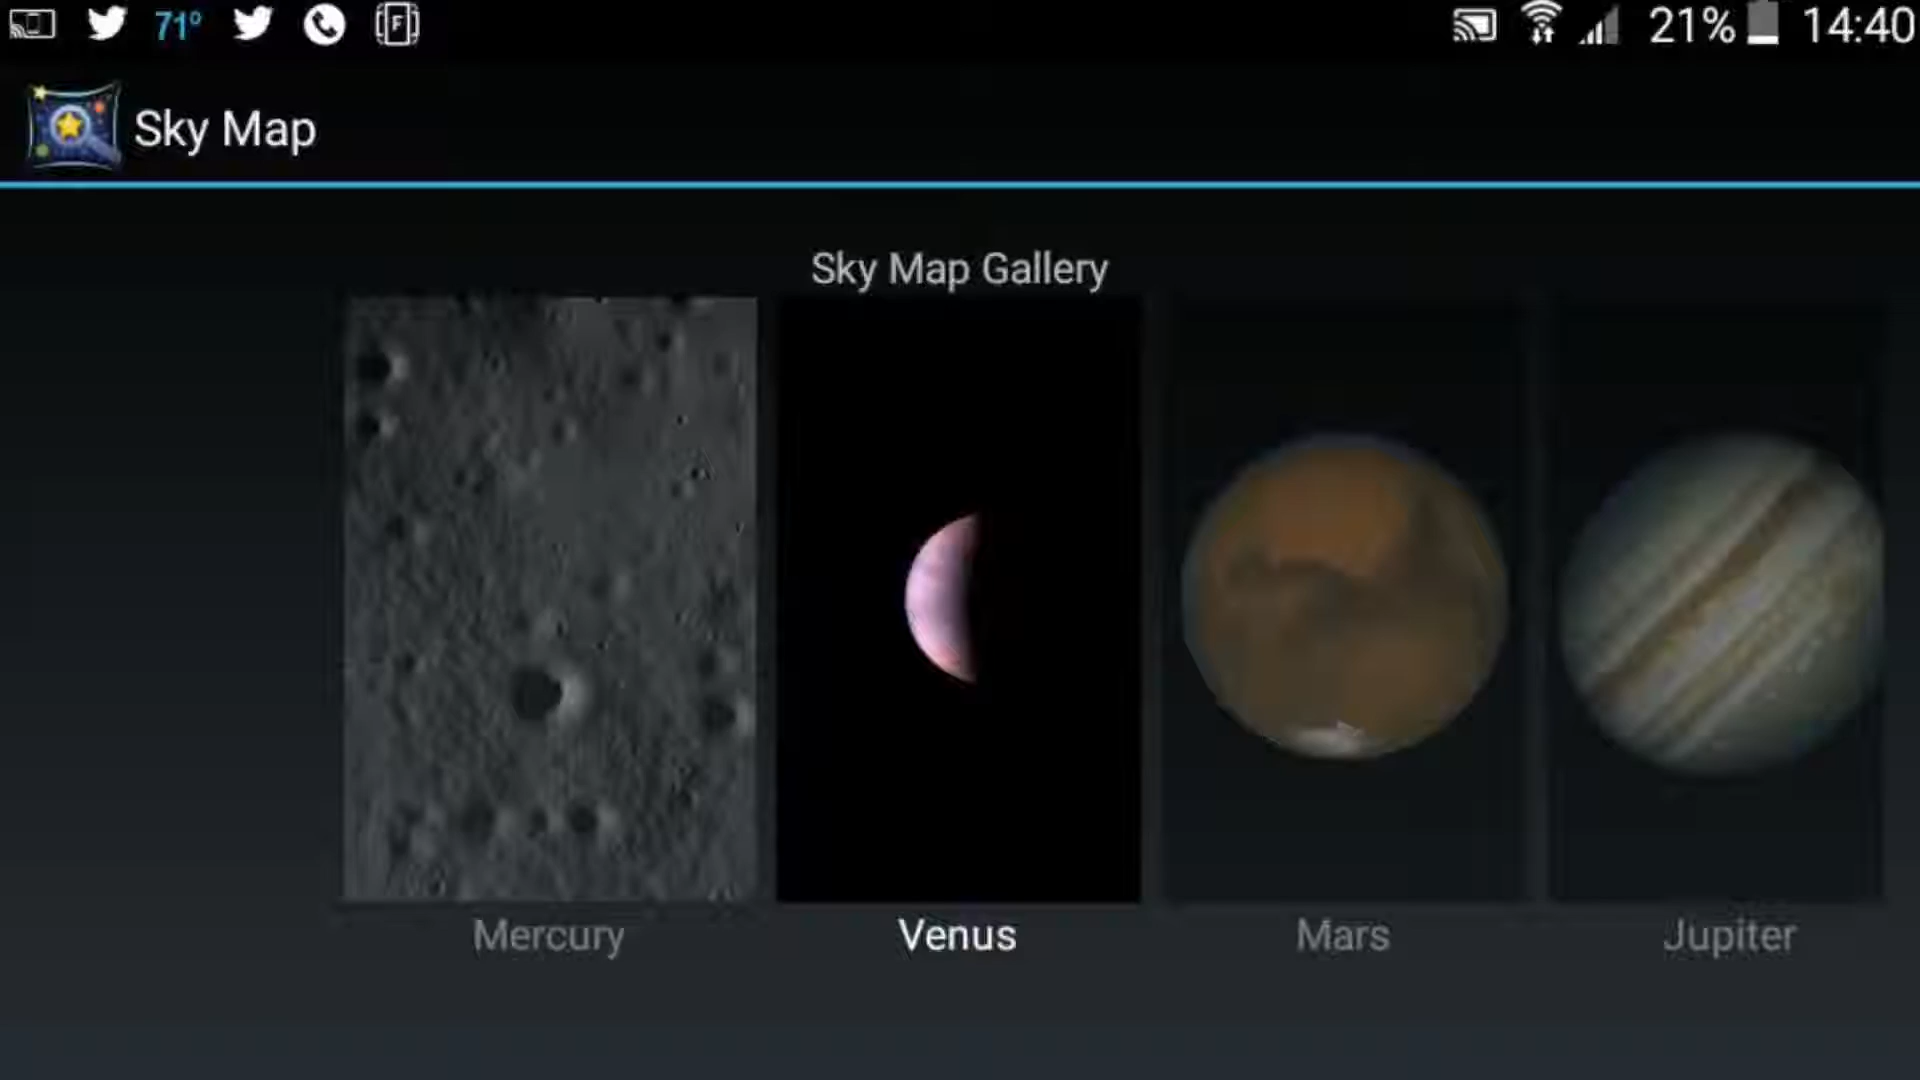 71° F 21% 14:40
Sky Map
Sky Map Gallery
Mercury Venus Mars Jupiter